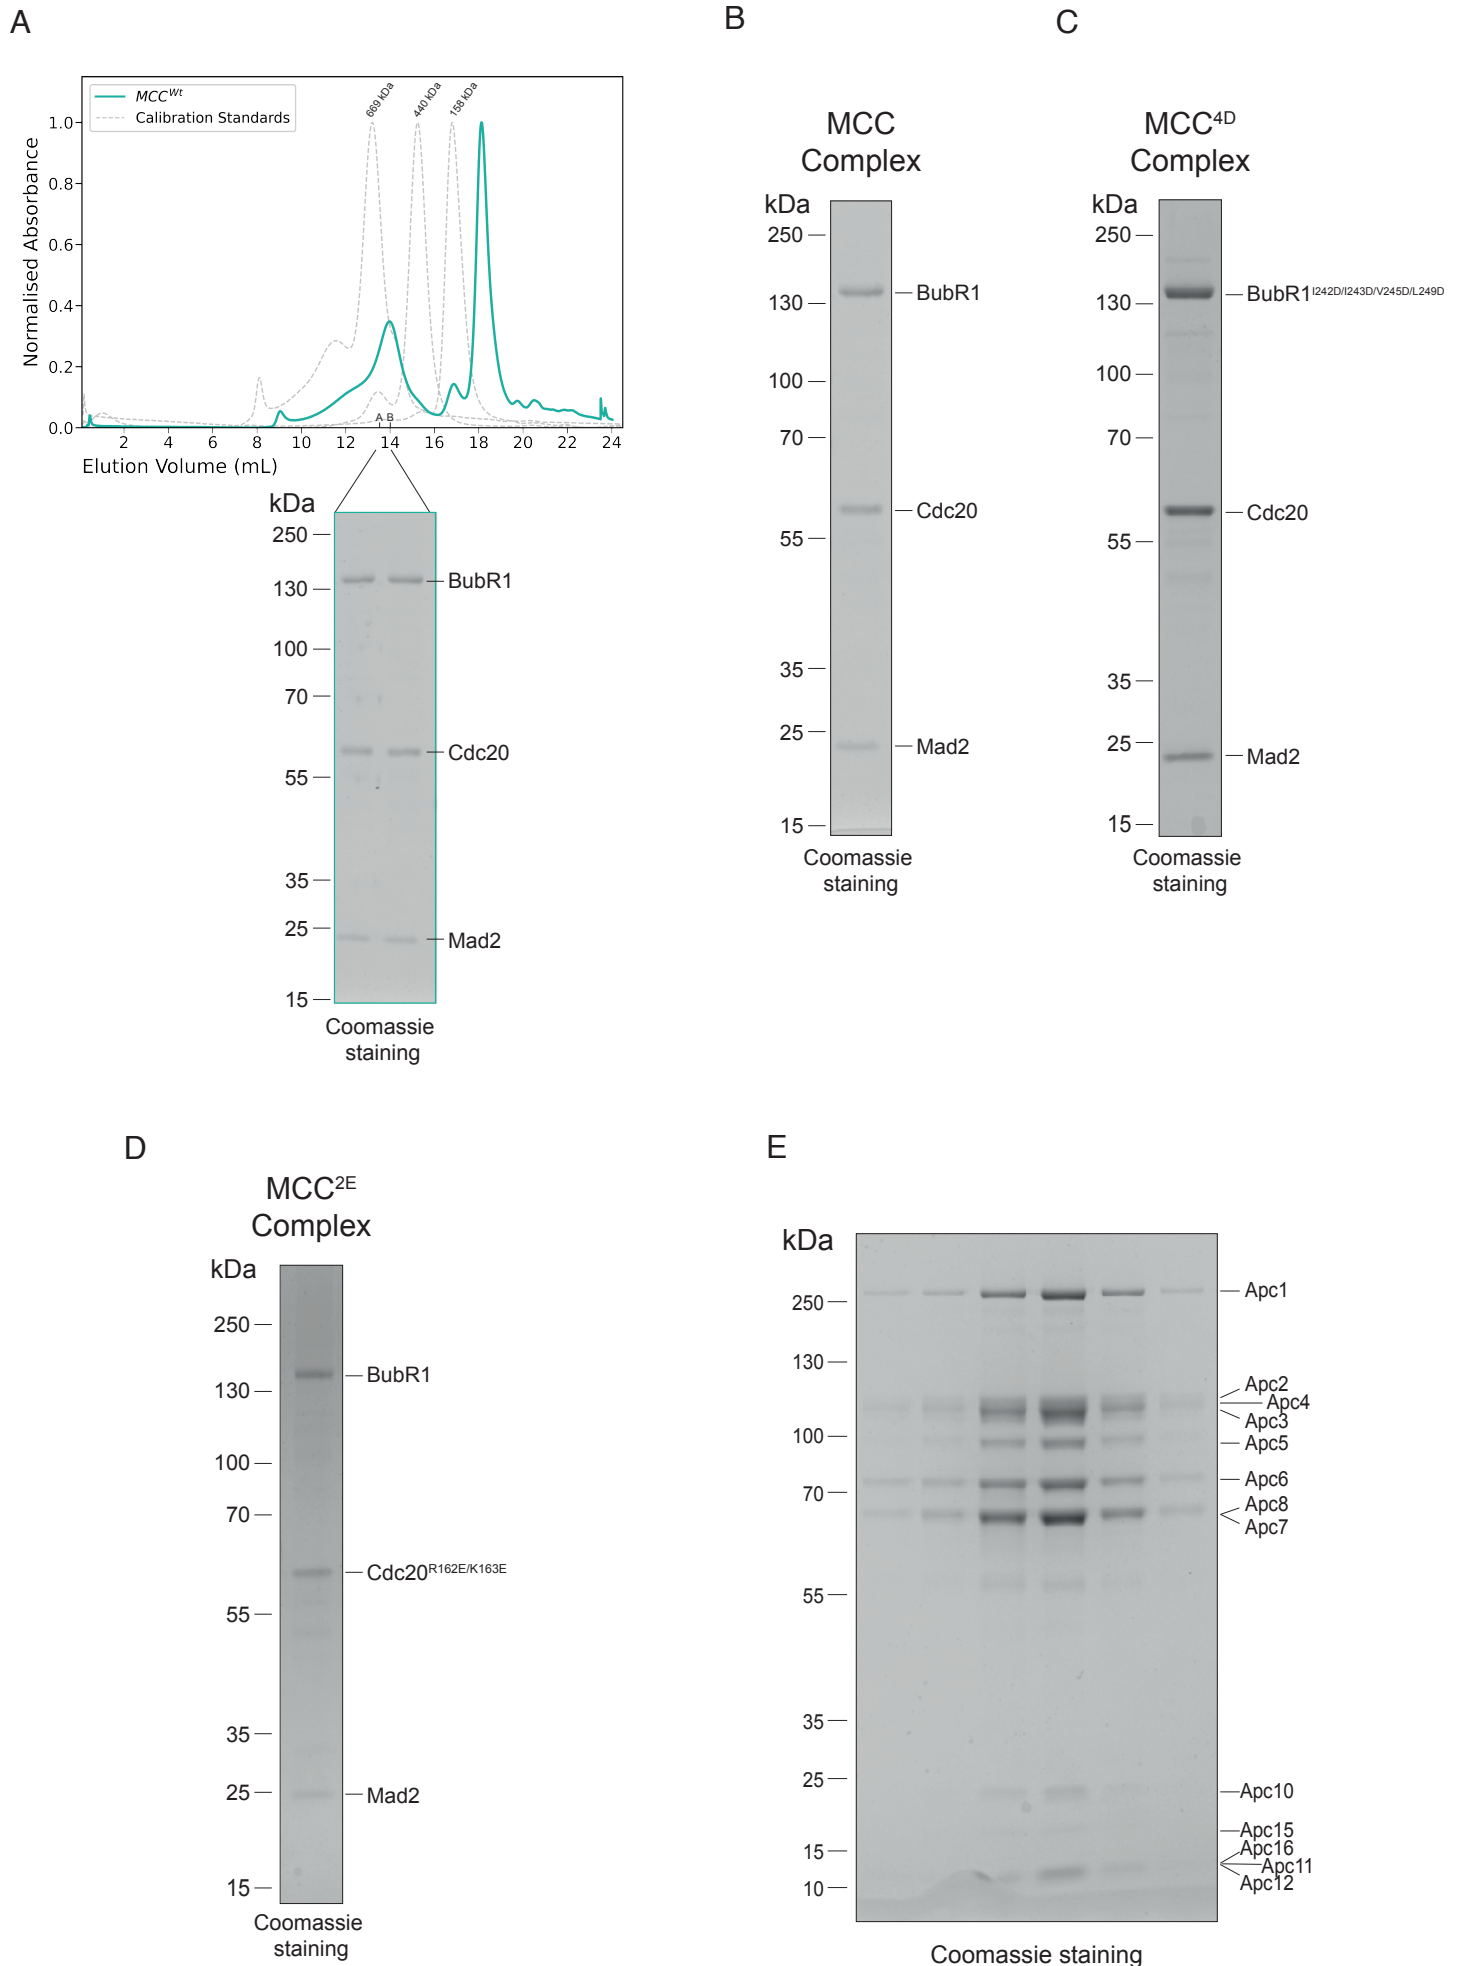 A
B
C
MCC^Wt
Calibration Standards
669 kDa
440 kDa
158 kDa
Normalised Absorbance
1.0
0.8
0.6
0.4
0.2
0.0
A B
2 4 6 8 10 12 14 16 18 20 22 24
Elution Volume (mL)
kDa
250
130
100
70
55
35
25
15
BubR1
Cdc20
Mad2
Coomassie
staining
MCC
Complex
kDa
250
130
100
70
55
35
25
15
BubR1
Cdc20
Mad2
Coomassie
staining
MCC^4D
Complex
kDa
250
130
100
70
55
35
25
15
BubR1^I242D/I243D/V245D/L249D
Cdc20
Mad2
Coomassie
staining
D
MCC^2E
Complex
kDa
250
130
100
70
55
35
25
15
BubR1
Cdc20^R162E/K163E
Mad2
Coomassie
staining
E
kDa
250
130
100
70
55
35
25
15
10
Apc1
Apc2
Apc4
Apc3
Apc5
Apc6
Apc8
Apc7
Apc10
Apc15
Apc16
Apc11
Apc12
Coomassie staining